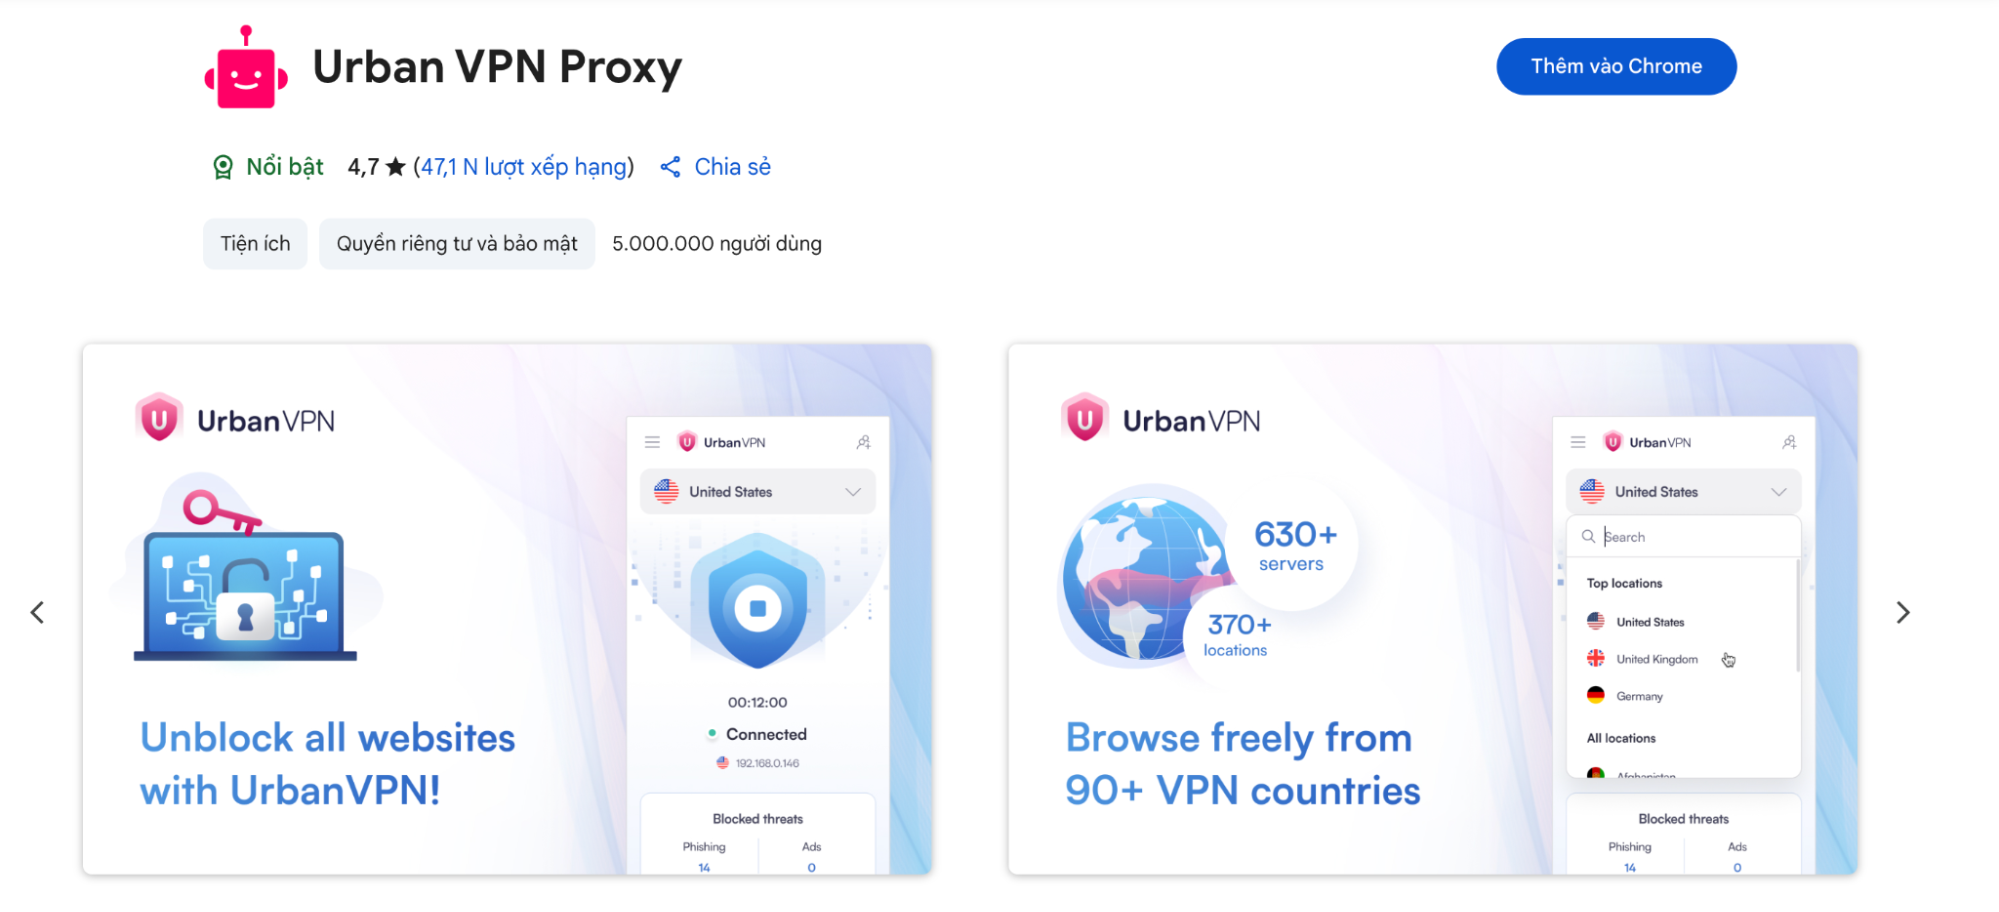 Urban VPN Proxy
Thêm vào Chrome
Nổi bật 4,7 ★ (47,1 N lượt xếp hạng) Chia sẻ
Tiện ích Quyền riêng tư và bảo mật 5.000.000 người dùng
U UrbanVPN
Unblock all websites
with UrbanVPN!
U UrbanVPN
United States
00:12:00
Connected
192.168.0.146
Blocked threats
Phishing Ads
14 0
U UrbanVPN
630+
servers
370+
locations
Browse freely from
90+ VPN countries
U UrbanVPN
United States
Search
Top locations
United States
United Kingdom
Germany
All locations
Afghanistan
Blocked threats
Phishing Ads
14 0